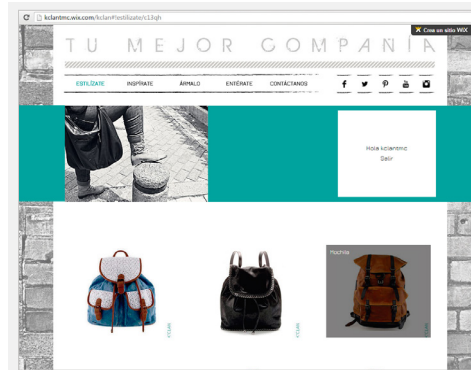 kclantmc.wix.com/kclan#!estilizate/c13qh
Crea un sitio WiX
TU MEJOR COMPAÑIA
ESTILÍZATE INSPÍRATE ÁRMALO ENTÉRATE CONTÁCTANOS
Hola kclantmc
Salir
Mochila